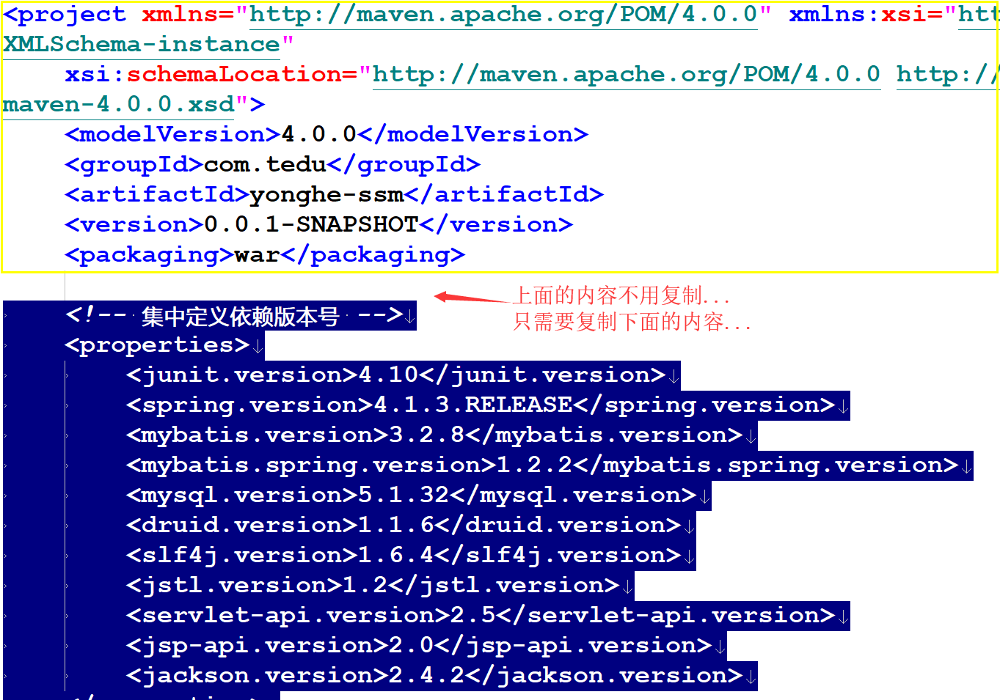 <project xmlns="http://maven.apache.org/POM/4.0.0" xmlns:xsi="htt
XMLSchema-instance"
xsi:schemaLocation="http://maven.apache.org/POM/4.0.0 http://
maven-4.0.0.xsd">
<modelVersion>4.0.0</modelVersion>
<groupId>com.tedu</groupId>
<artifactId>yonghe-ssm</artifactId>
<version>0.0.1-SNAPSHOT</version>
<packaging>war</packaging>
上面的内容不用复制...
只需要复制下面的内容...
<!-- 集中定义依赖版本号 -->
<properties>
<junit.version>4.10</junit.version>
<spring.version>4.1.3.RELEASE</spring.version>
<mybatis.version>3.2.8</mybatis.version>
<mybatis.spring.version>1.2.2</mybatis.spring.version>
<mysql.version>5.1.32</mysql.version>
<druid.version>1.1.6</druid.version>
<slf4j.version>1.6.4</slf4j.version>
<jstl.version>1.2</jstl.version>
<servlet-api.version>2.5</servlet-api.version>
<jsp-api.version>2.0</jsp-api.version>
<jackson.version>2.4.2</jackson.version>